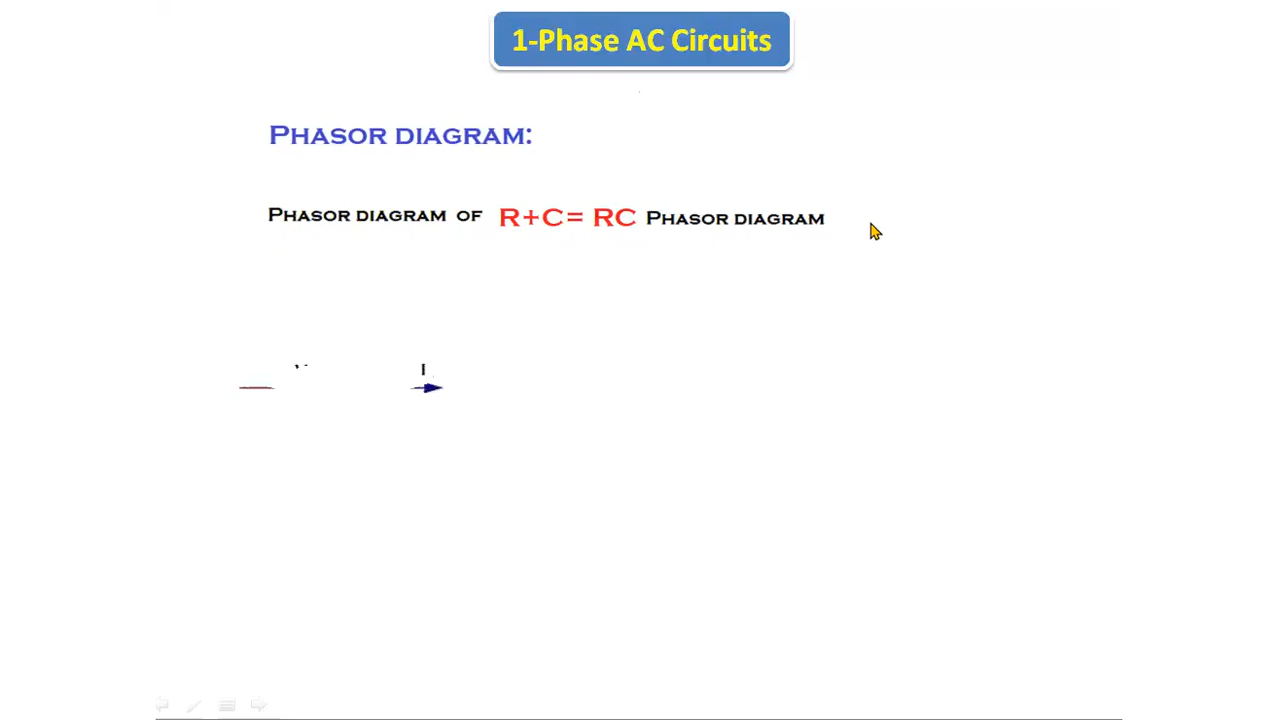 1-Phase AC Circuits
PHASOR DIAGRAM:
PHASOR DIAGRAM OF R+C= RC PHASOR DIAGRAM